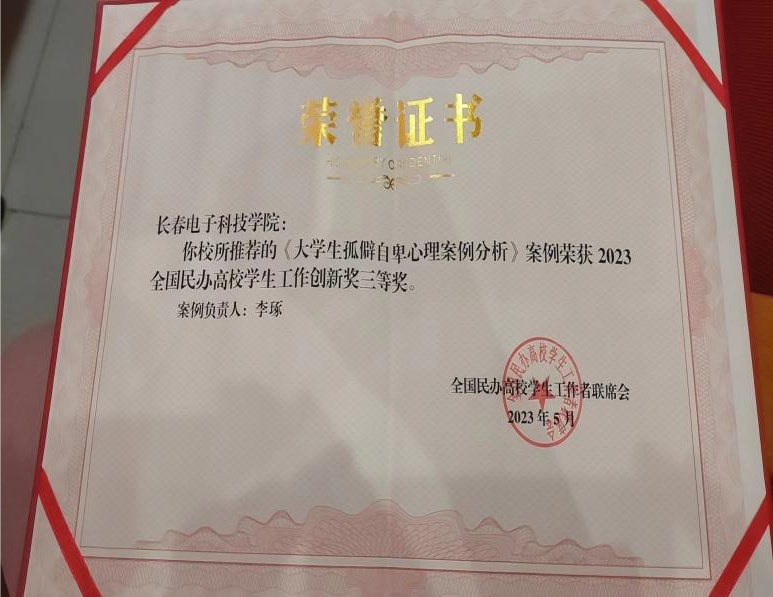 荣誉证书
长春电子科技学院：
你校所推荐的《大学生孤僻自卑心理案例分析》案例荣获 2023
全国民办高校学生工作创新奖三等奖。
案例负责人：李琢
全国民办高校学生工作者联席会
2023 年 5 月